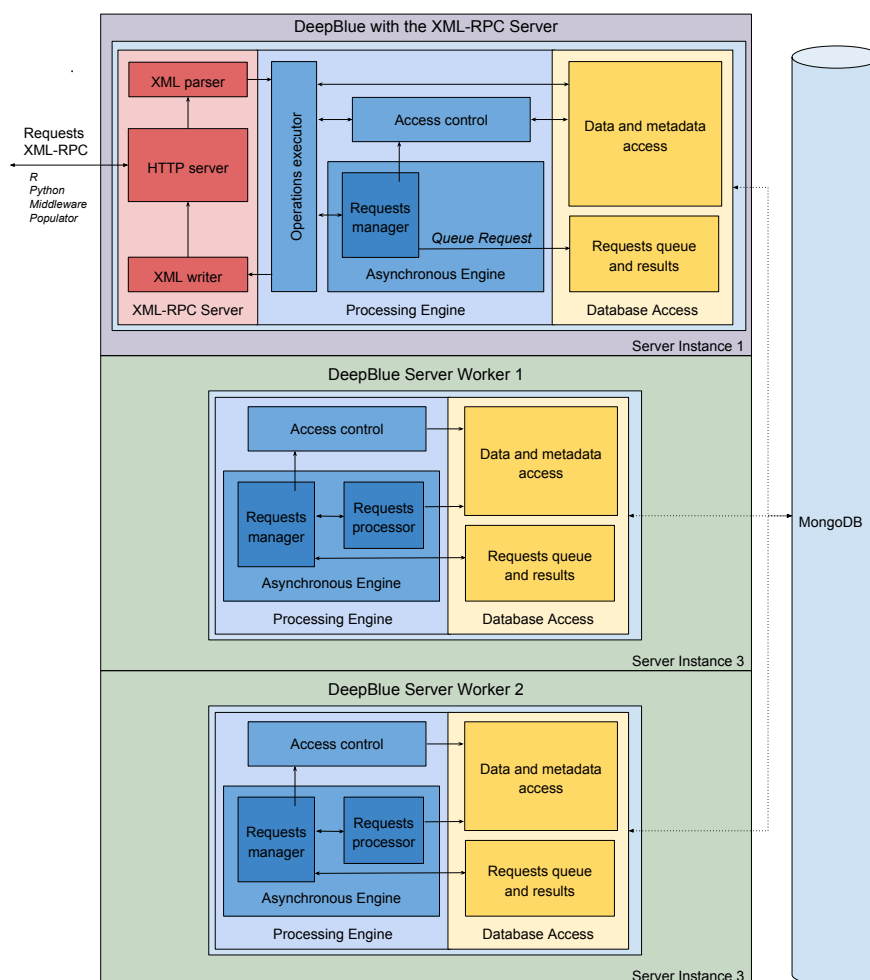 DeepBlue with the XML-RPC Server
XML parser
Requests
XML-RPC
R
Python
Middleware
Populator
HTTP server
XML writer
XML-RPC Server
Operations executor
Access control
Requests
manager
Queue Request
Asynchronous Engine
Processing Engine
Data and metadata
access
Requests queue
and results
Database Access
Server Instance 1
DeepBlue Server Worker 1
Access control
Requests
manager
Requests
processor
Asynchronous Engine
Processing Engine
Data and metadata
access
Requests queue
and results
Database Access
Server Instance 3
MongoDB
DeepBlue Server Worker 2
Access control
Requests
manager
Requests
processor
Asynchronous Engine
Processing Engine
Data and metadata
access
Requests queue
and results
Database Access
Server Instance 3